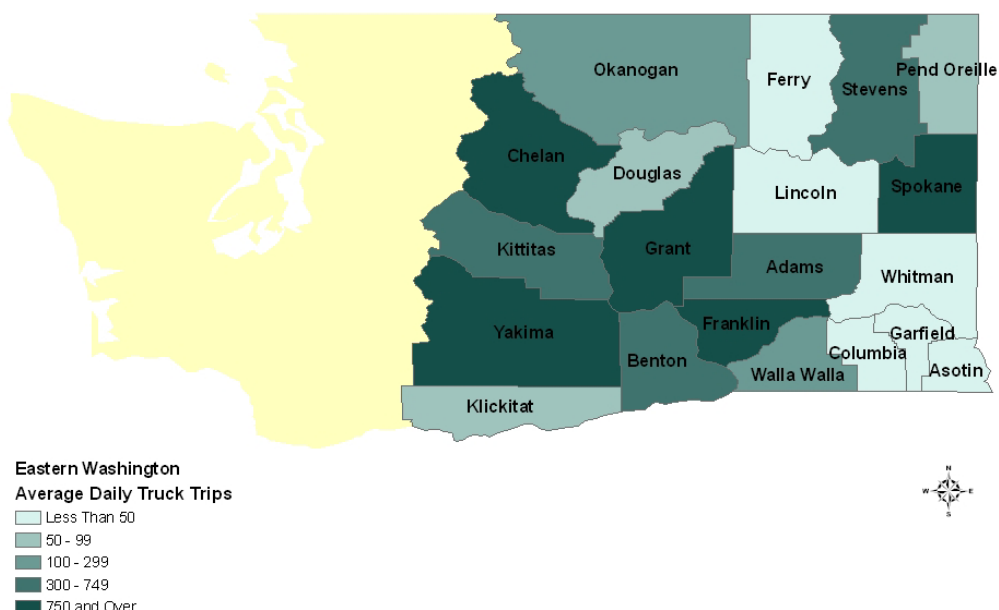 Okanogan
Ferry
Pend Oreille
Stevens
Chelan
Douglas
Lincoln
Spokane
Kittitas
Grant
Adams
Whitman
Yakima
Franklin
Garfield
Columbia
Benton
Walla Walla
Asotin
Klickitat
Eastern Washington
Average Daily Truck Trips
Less Than 50
50 - 99
100 - 299
300 - 749
750 and Over
N
W
E
S